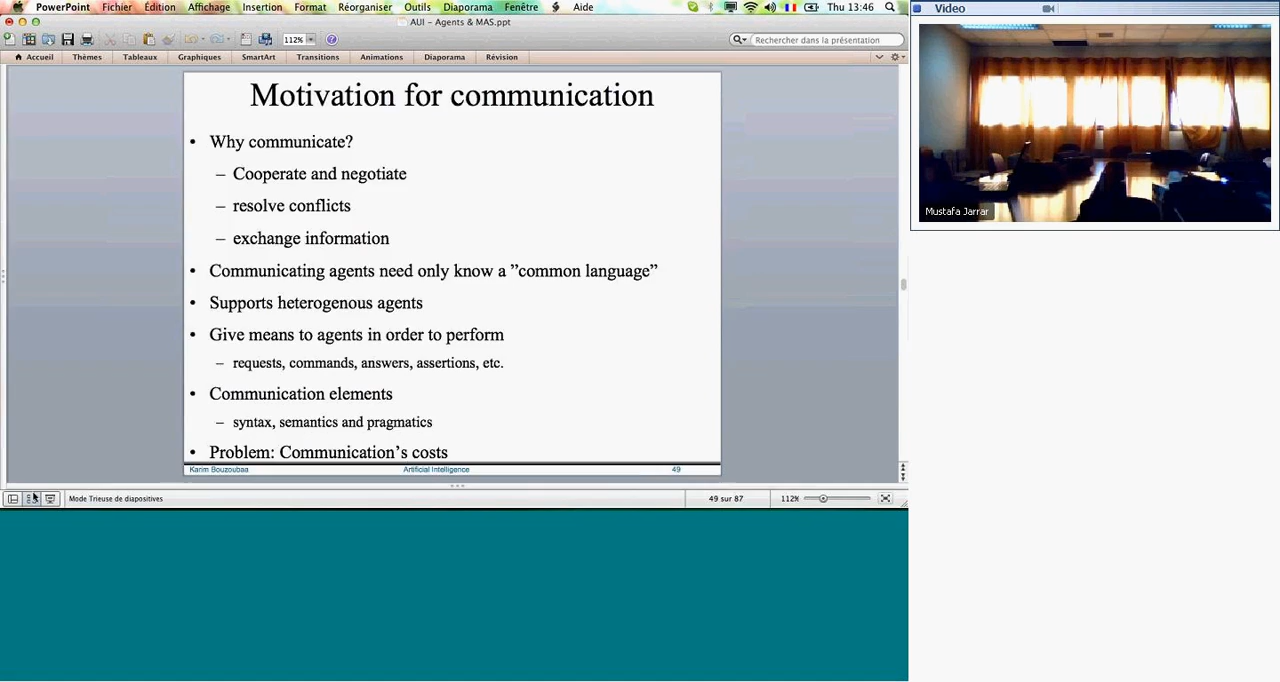 PowerPoint Fichier Édition Affichage Insertion Format Réorganiser Outils Diaporama Fenêtre Aide Thu 13:46
AUI - Agents & MAS.ppt
112% Rechercher dans la présentation
Accueil Thèmes Tableaux Graphiques SmartArt Transitions Animations Diaporama Révision
Motivation for communication
• Why communicate?
– Cooperate and negotiate
– resolve conflicts
– exchange information
• Communicating agents need only know a ”common language”
• Supports heterogenous agents
• Give means to agents in order to perform
– requests, commands, answers, assertions, etc.
• Communication elements
– syntax, semantics and pragmatics
• Problem: Communication’s costs
Karim Bouzoubaa Artificial Intelligence 49
Mode Trieuse de diapositives 49 sur 87 112%
Video
Mustafa Jarrar